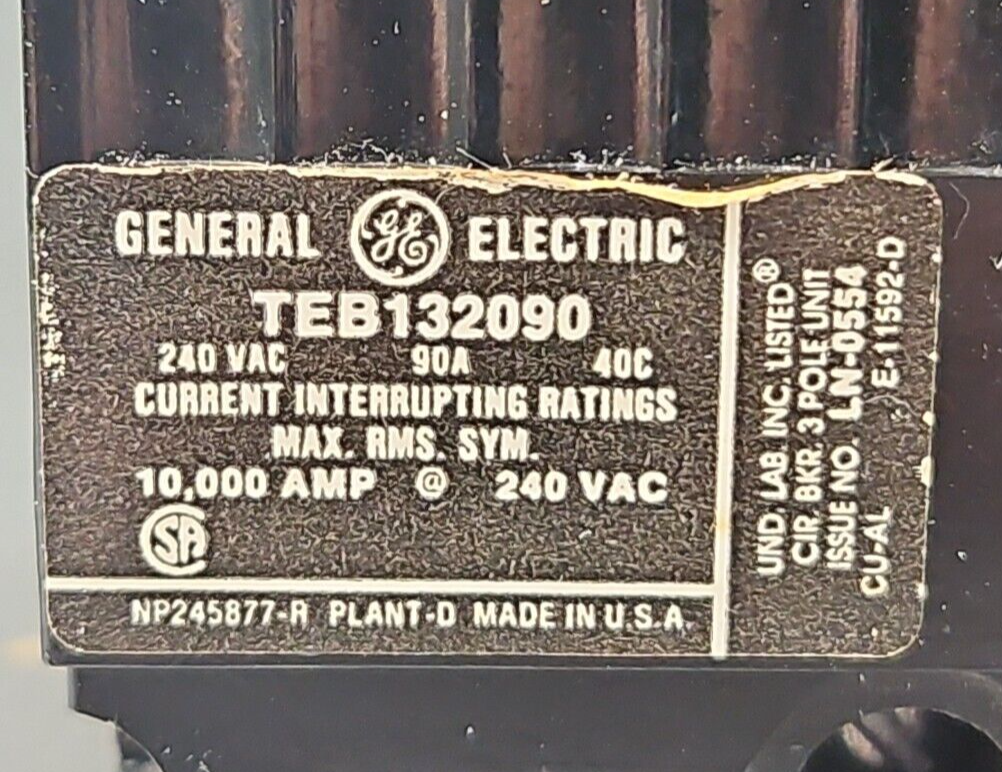 GENERAL GE ELECTRIC
TEB132090
240 VAC 90A 40C
CURRENT INTERRUPTING RATINGS
MAX. RMS. SYM.
10,000 AMP @ 240 VAC
SA
NP245877-R PLANT-D MADE IN U.S.A.
UND. LAB. INC. LISTED®
CIR. BKR. 3 POLE UNIT
ISSUE NO. LN-0554
CU-AL E-11592-D